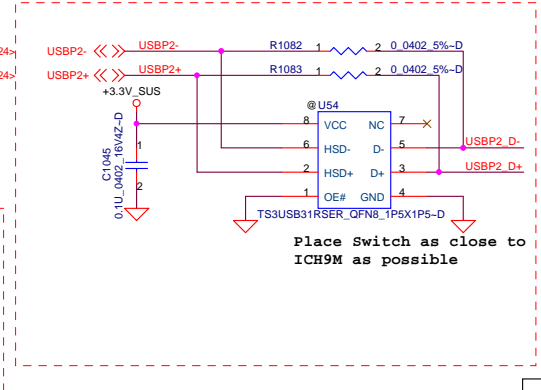 24> USBP2- USBP2- R1082 1 2 0_0402_5%~D
24> USBP2+ USBP2+ R1083 1 2 0_0402_5%~D
+3.3V_SUS
@ U54
8 VCC NC 7
6 HSD- D- 5 USBP2_D-
2 HSD+ D+ 3 USBP2_D+
1 OE# GND 4
C1045
0.1U_0402_16V4Z~D
1
2
TS3USB31RSER_QFN8_1P5X1P5~D
Place Switch as close to
ICH9M as possible